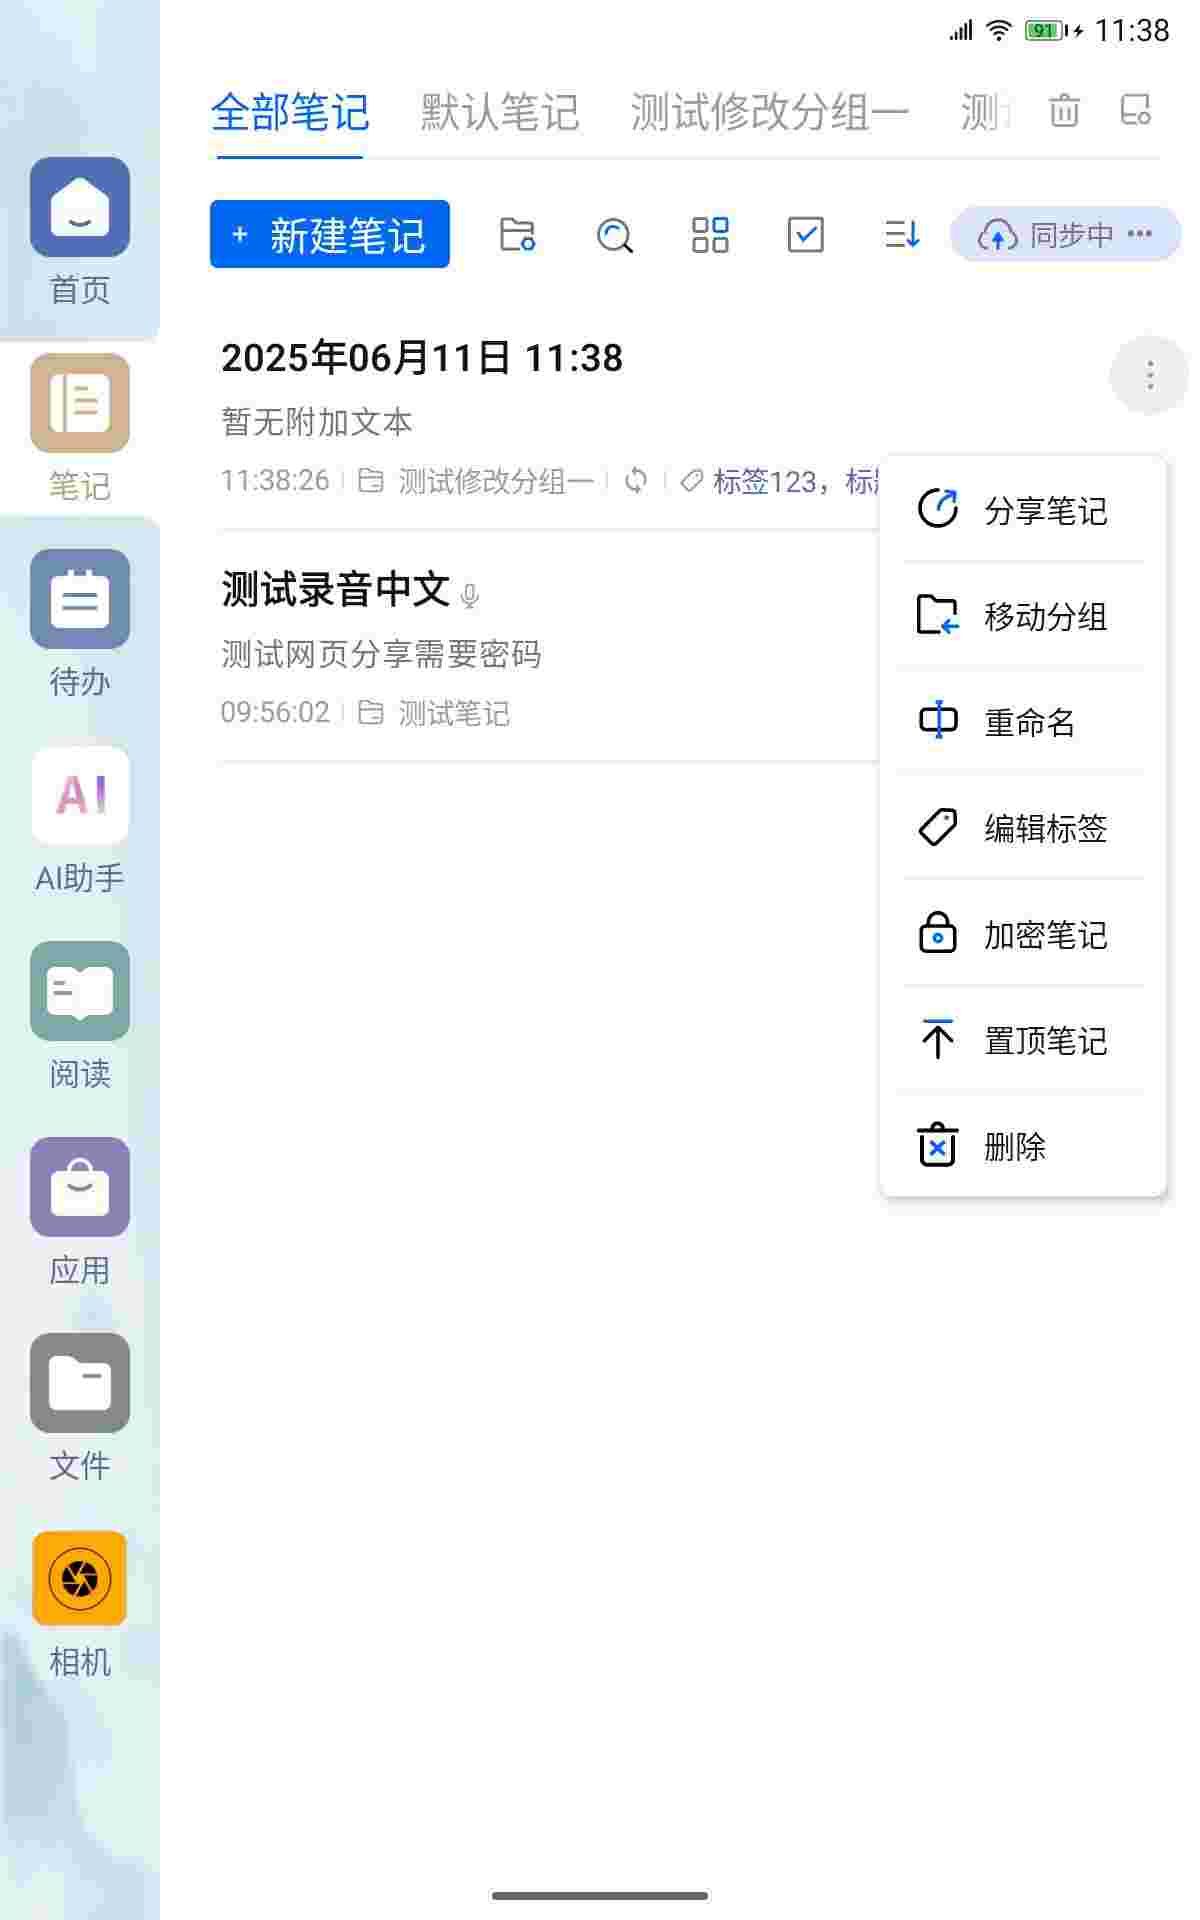 91 11:38
全部笔记 默认笔记 测试修改分组一 测
+ 新建笔记 同步中 •••
首页
笔记
待办
AI
AI助手
阅读
应用
文件
相机
2025年06月11日 11:38
暂无附加文本
11:38:26 测试修改分组一 标签123，标
测试录音中文
测试网页分享需要密码
09:56:02 测试笔记
分享笔记
移动分组
重命名
编辑标签
加密笔记
置顶笔记
删除